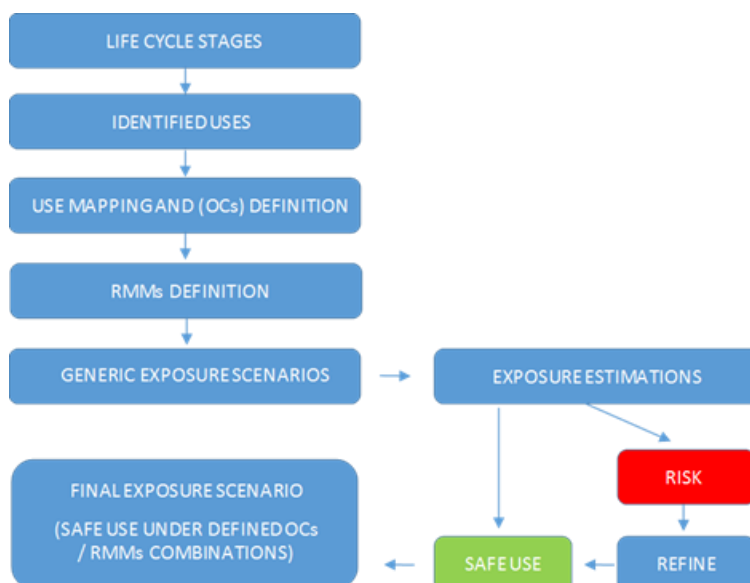 LIFE CYCLE STAGES
IDENTIFIED USES
USE MAPPING AND (OCs) DEFINITION
RMMs DEFINITION
GENERIC EXPOSURE SCENARIOS
EXPOSURE ESTIMATIONS
RISK
FINAL EXPOSURE SCENARIO
(SAFE USE UNDER DEFINED OCs
/ RMMs COMBINATIONS)
SAFE USE
REFINE